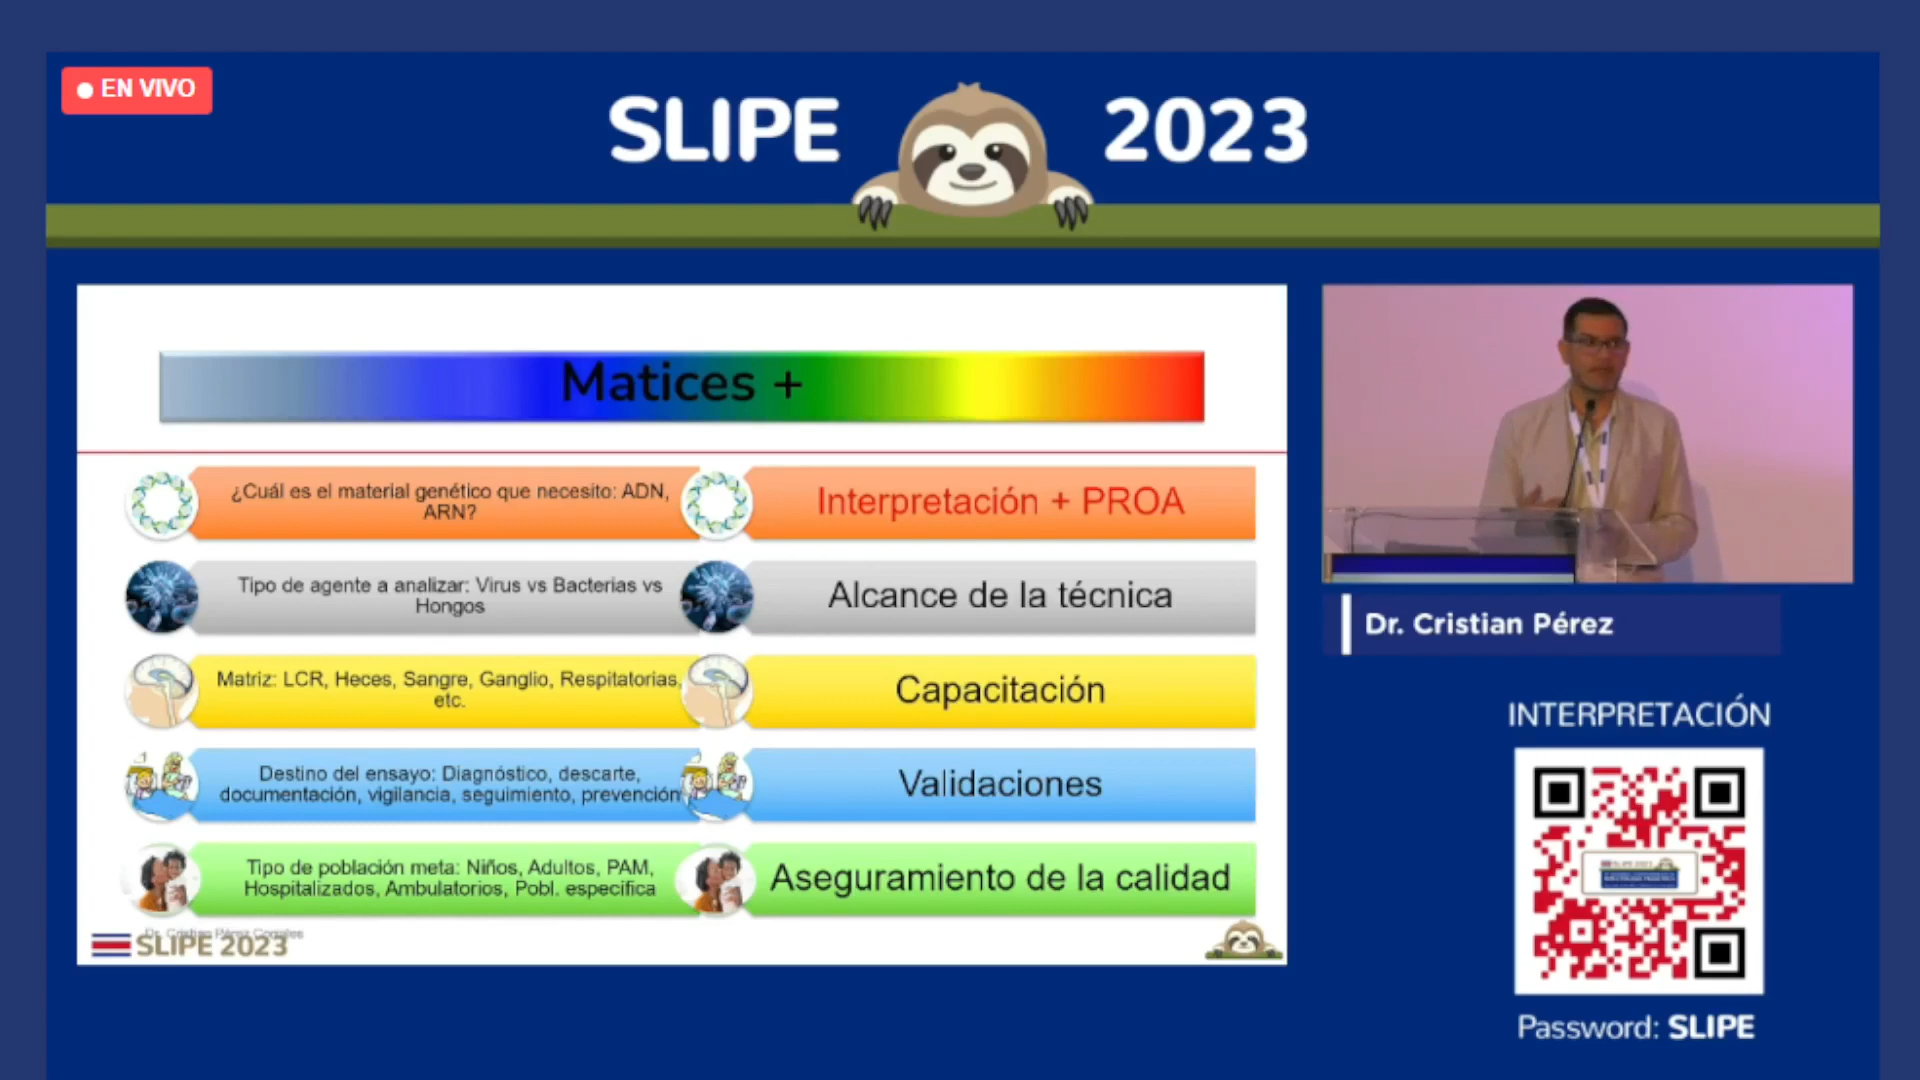 EN VIVO
SLIPE 2023
Matices +
¿Cuál es el material genético que necesito: ADN,
ARN?
Interpretación + PROA
Tipo de agente a analizar: Virus vs Bacterias vs
Hongos
Alcance de la técnica
Matriz: LCR, Heces, Sangre, Ganglio, Respitatorias,
etc.
Capacitación
Destino del ensayo: Diagnóstico, descarte,
documentación, vigilancia, seguimiento, prevención
Validaciones
Tipo de población meta: Niños, Adultos, PAM,
Hospitalizados, Ambulatorios, Pobl. especifica
Aseguramiento de la calidad
Dr. Cristian Pérez
SLIPE 2023
Dr. Cristian Pérez
INTERPRETACIÓN
Password: SLIPE